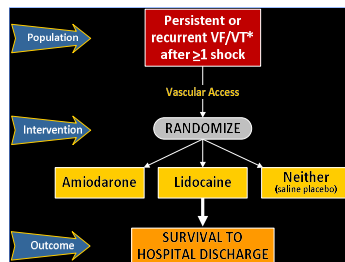 Population
Persistent or
recurrent VF/VT*
after ≥1 shock
Vascular Access
Intervention
RANDOMIZE
Amiodarone
Lidocaine
Neither
(saline placebo)
Outcome
SURVIVAL TO
HOSPITAL DISCHARGE